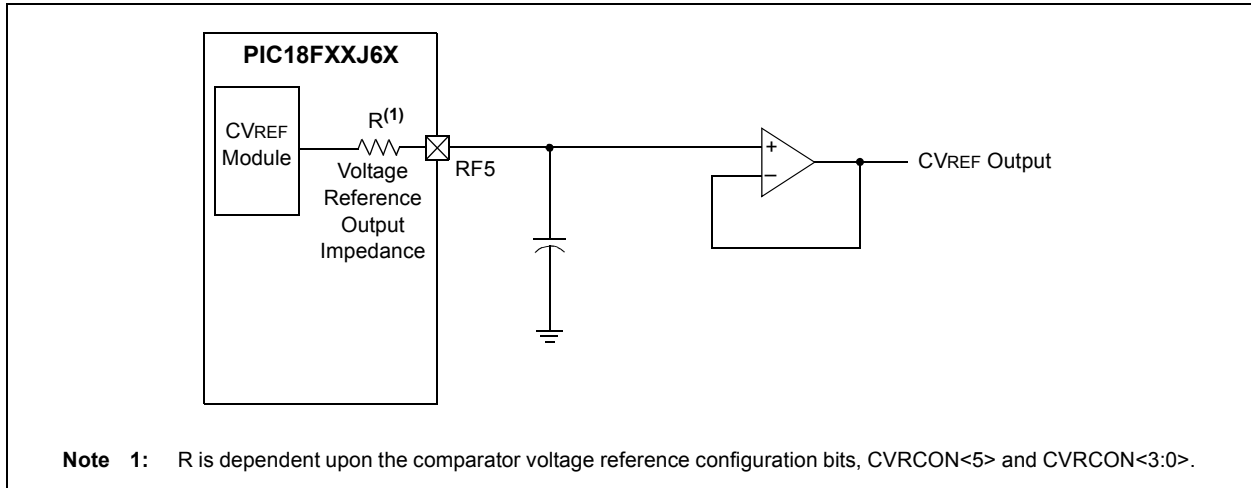 PIC18FXXJ6X
CVREF
Module
R(1)
Voltage
Reference
Output
Impedance
RF5
+
–
CVREF Output
Note 1: R is dependent upon the comparator voltage reference configuration bits, CVRCON<5> and CVRCON<3:0>.